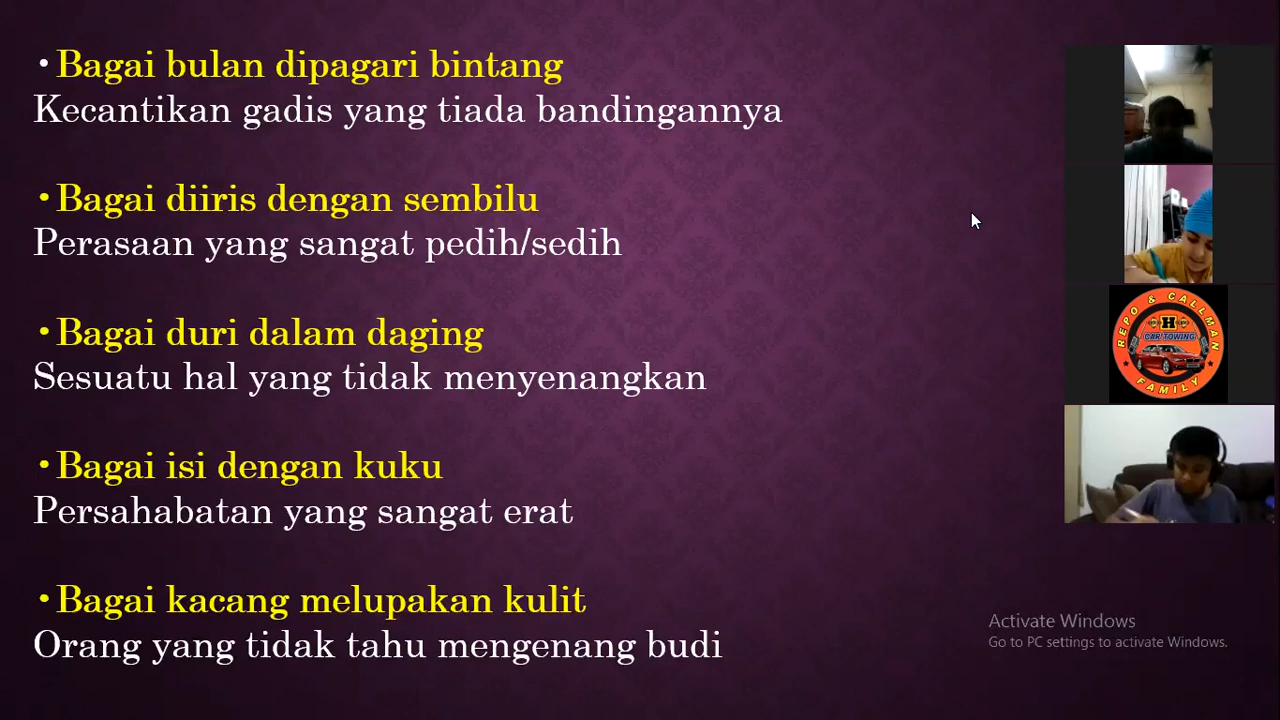 • Bagai bulan dipagari bintang
Kecantikan gadis yang tiada bandingannya
• Bagai diiris dengan sembilu
Perasaan yang sangat pedih/sedih
• Bagai duri dalam daging
Sesuatu hal yang tidak menyenangkan
• Bagai isi dengan kuku
Persahabatan yang sangat erat
• Bagai kacang melupakan kulit
Orang yang tidak tahu mengenang budi
REPO & CALLMAN
H
CAR TOWING
FAMILY
Activate Windows
Go to PC settings to activate Windows.